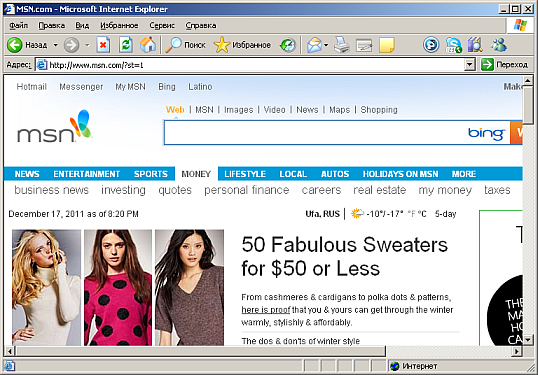 MSN.com - Microsoft Internet Explorer
Файл Правка Вид Избранное Сервис Справка
Назад Поиск Избранное
Адрес: http://www.msn.com/?st=1 Переход
Hotmail Messenger My MSN Bing Latino Make
Web | MSN | Images | Video | News | Maps | Shopping
msn
bing W
NEWS ENTERTAINMENT SPORTS MONEY LIFESTYLE LOCAL AUTOS HOLIDAYS ON MSN MORE
business news investing quotes personal finance careers real estate my money taxes
December 17, 2011 as of 8:20 PM Ufa, RUS | -10°/-17° °F °C 5-day
50 Fabulous Sweaters
for $50 or Less
From cashmeres & cardigans to polka dots & patterns,
here is proof that you & yours can get through the winter
warmly, stylishly & affordably.
The dos & don'ts of winter style
T
THE
MA
HO
CA
Интернет